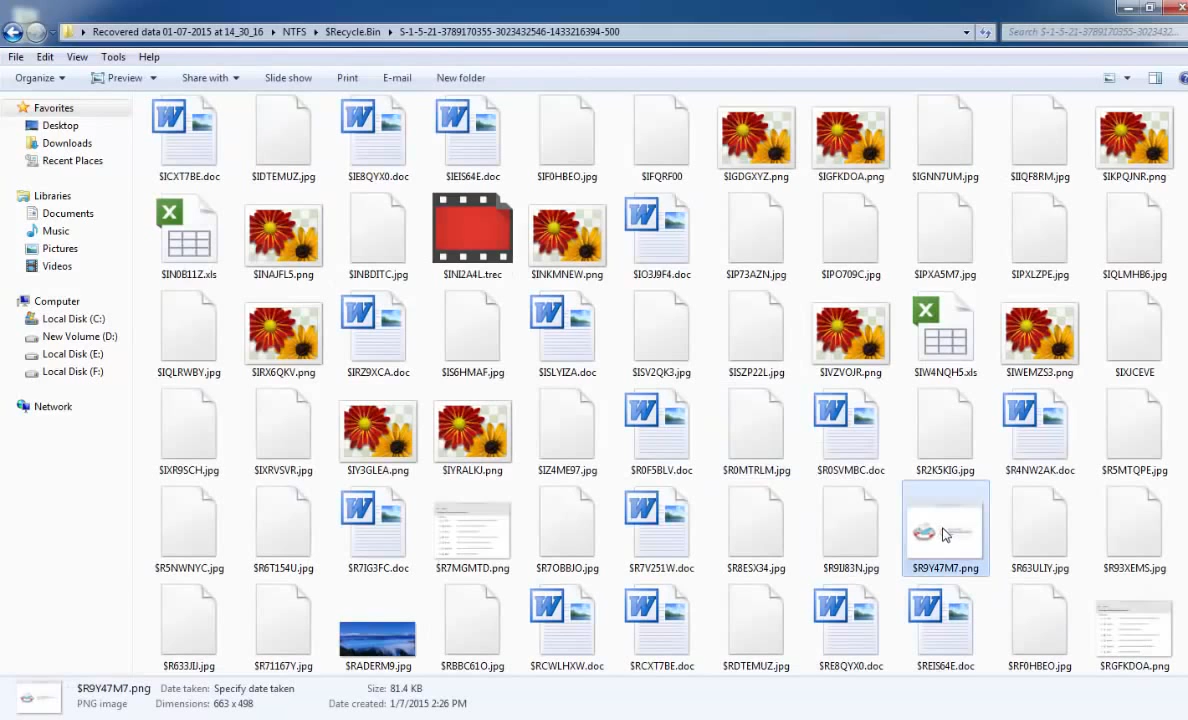 Recovered data 01-07-2015 at 14_30_16 NTFS $Recycle.Bin S-1-5-21-3789170355-3023432546-1433216394-500
Search S-1-5-21-3789170355-3023432...
File Edit View Tools Help
Organize Preview Share with Slide show Print E-mail New folder
Favorites
Desktop
Downloads
Recent Places
Libraries
Documents
Music
Pictures
Videos
Computer
Local Disk (C:)
New Volume (D:)
Local Disk (E:)
Local Disk (F:)
Network
$ICXT7BE.doc $IDTEMUZ.jpg $IE8QYX0.doc $IEIS64E.doc $IF0HBEO.jpg $IFQRF00 $IGDGXYZ.png $IGFKDOA.png $IGNN7UM.jpg $IIQF8RM.jpg $IKPQJNR.png
$IN0B11Z.xls $INAJFL5.png $INBDITC.jpg $INI2A4L.trec $INKMNEW.png $IO3J9F4.doc $IP73AZN.jpg $IPO709C.jpg $IPXA5M7.jpg $IPXLZPE.jpg $IQLMHB6.jpg
$IQLRWBY.jpg $IRX6QKV.png $IRZ9XCA.doc $IS6HMAF.jpg $ISLYIZA.doc $ISV2QK3.jpg $ISZP22L.jpg $IVZVOJR.png $IW4NQH5.xls $IWEMZS3.png $IXJCEVE
$IXR9SCH.jpg $IXRVSVR.jpg $IY3GLEA.png $IYRALKJ.png $IZ4ME97.jpg $R0F5BLV.doc $R0MTRLM.jpg $R0SVMBC.doc $R2K5KIG.jpg $R4NW2AK.doc $R5MTQPE.jpg
$R5NWNYC.jpg $R6T154U.jpg $R7IG3FC.doc $R7MGMTD.png $R7OBBJO.jpg $R7V251W.doc $R8ESX34.jpg $R9I83N.jpg $R9Y47M7.png $R63ULIY.jpg $R93XEMS.jpg
$R633JIJ.jpg $R71167Y.jpg $RADERM9.jpg $RBBC61O.jpg $RCWLHXW.doc $RCXT7BE.doc $RDTEMUZ.jpg $RE8QYX0.doc $REIS64E.doc $RF0HBEO.jpg $RGFKDOA.png
$R9Y47M7.png Date taken: Specify date taken Size: 81.4 KB
PNG image Dimensions: 663 x 498 Date created: 1/7/2015 2:26 PM